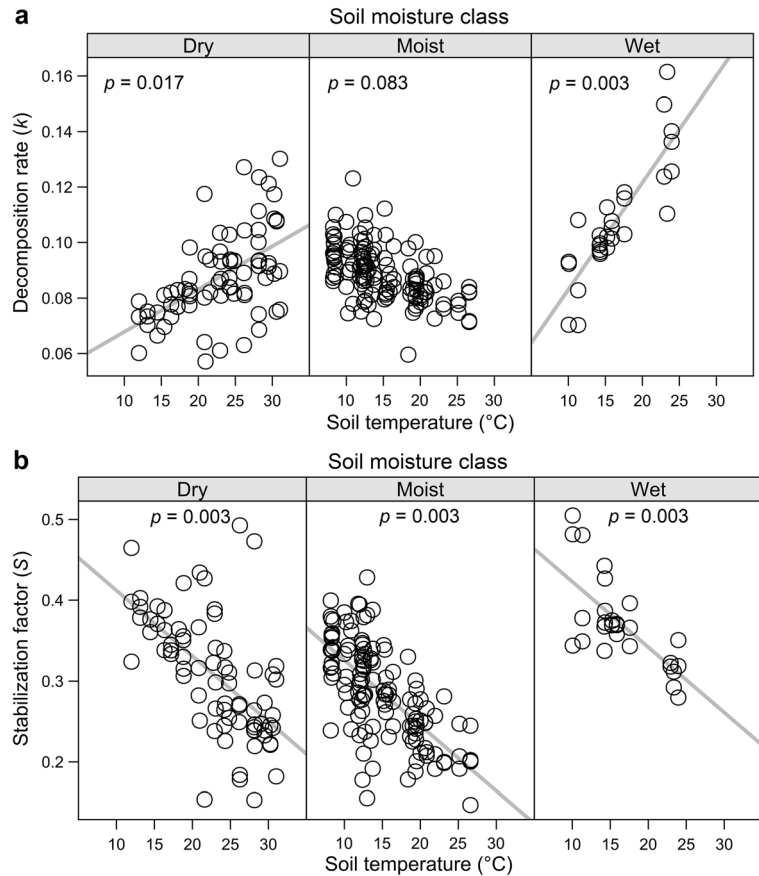 a
Soil moisture class
Dry Moist Wet
p = 0.017 p = 0.083 p = 0.003
0.16
0.14
0.12
0.10
0.08
0.06
Decomposition rate (k)
10 15 20 25 30 10 15 20 25 30 10 15 20 25 30
Soil temperature (°C)
b
Soil moisture class
Dry Moist Wet
p = 0.003 p = 0.003 p = 0.003
0.5
0.4
0.3
0.2
Stabilization factor (S)
10 15 20 25 30 10 15 20 25 30 10 15 20 25 30
Soil temperature (°C)